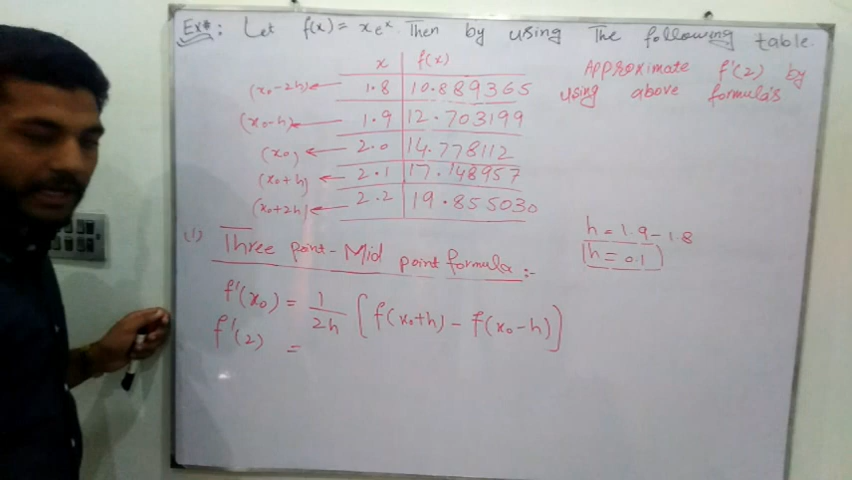 Ex*: Let f(x) = xeˣ. Then by using The following table.
Approximate f'(2) by
using above formula's
x | f(x)
(x₀-2h) ← 1.8 | 10.889365
(x₀-h) ← 1.9 | 12.703199
(x₀) ← 2.0 | 14.778112
(x₀+h) ← 2.1 | 17.148957
(x₀+2h) ← 2.2 | 19.855030
h = 1.9-1.8
h = 0.1
(1) Three point-Mid point formula:-
f'(x₀) = 1/2h [f(x₀+h) - f(x₀-h)]
f'(2) =